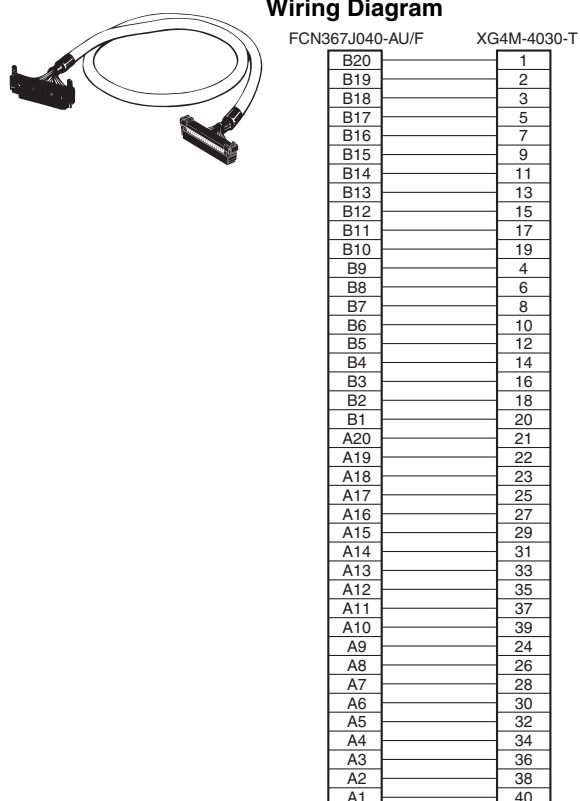 Wiring Diagram
FCN367J040-AU/F XG4M-4030-T
B20 1
B19 2
B18 3
B17 5
B16 7
B15 9
B14 11
B13 13
B12 15
B11 17
B10 19
B9 4
B8 6
B7 8
B6 10
B5 12
B4 14
B3 16
B2 18
B1 20
A20 21
A19 22
A18 23
A17 25
A16 27
A15 29
A14 31
A13 33
A12 35
A11 37
A10 39
A9 24
A8 26
A7 28
A6 30
A5 32
A4 34
A3 36
A2 38
A1 40